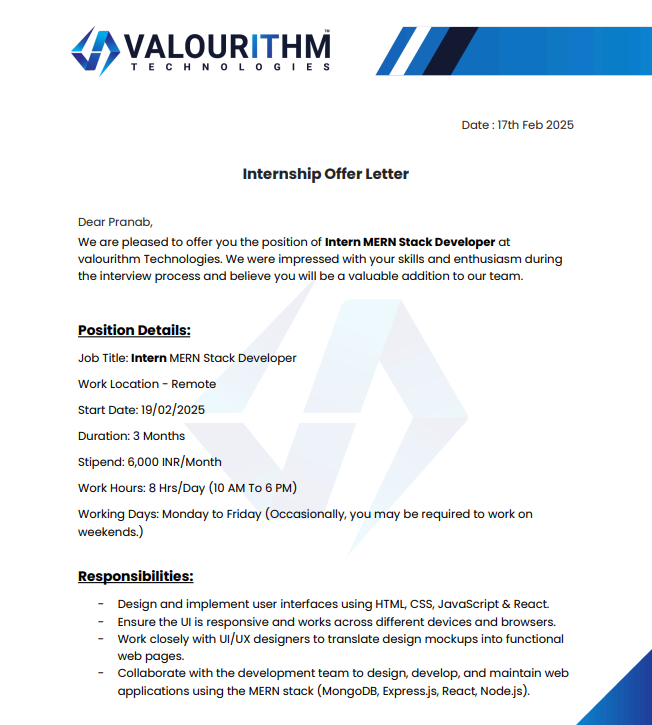 VALOURITHM™
TECHNOLOGIES
Date : 17th Feb 2025
Internship Offer Letter
Dear Pranab,
We are pleased to offer you the position of Intern MERN Stack Developer at
valourithm Technologies. We were impressed with your skills and enthusiasm during
the interview process and believe you will be a valuable addition to our team.
Position Details:
Job Title: Intern MERN Stack Developer
Work Location - Remote
Start Date: 19/02/2025
Duration: 3 Months
Stipend: 6,000 INR/Month
Work Hours: 8 Hrs/Day (10 AM To 6 PM)
Working Days: Monday to Friday (Occasionally, you may be required to work on
weekends.)
Responsibilities:
- Design and implement user interfaces using HTML, CSS, JavaScript & React.
- Ensure the UI is responsive and works across different devices and browsers.
- Work closely with UI/UX designers to translate design mockups into functional
web pages.
- Collaborate with the development team to design, develop, and maintain web
applications using the MERN stack (MongoDB, Express.js, React, Node.js).